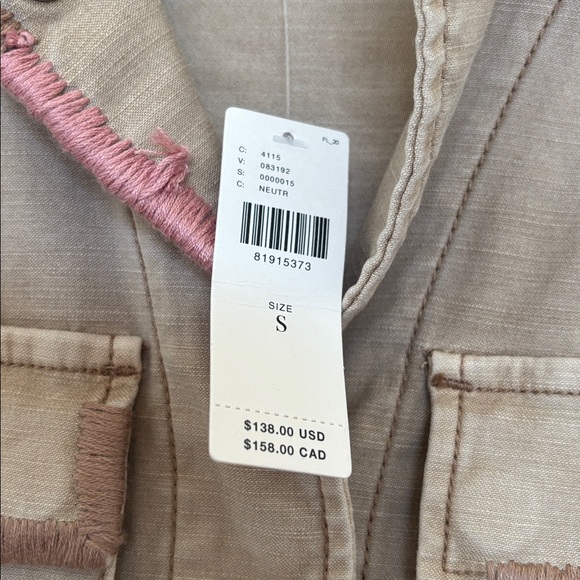 FL_20
C: 4115
V: 083192
S: 0000015
C: NEUTR
81915373
SIZE
S
$138.00 USD
$158.00 CAD